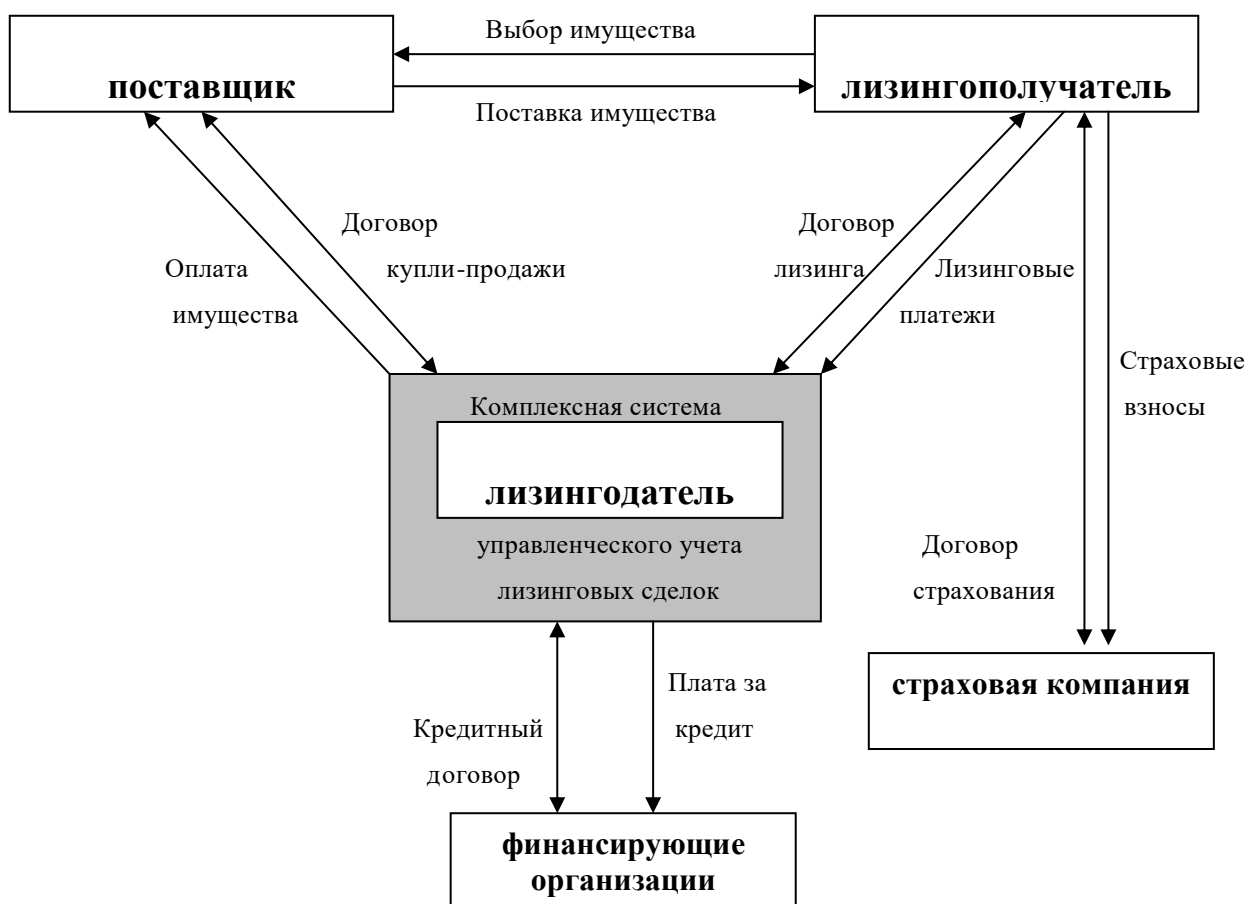 Выбор имущества
поставщик
лизингополучатель
Поставка имущества
Договор
купли-продажи
Оплата
имущества
Договор
лизинга
Лизинговые
платежи
Страховые
взносы
Комплексная система
лизингодатель
управленческого учета
лизинговых сделок
Договор
страхования
страховая компания
Плата за
кредит
Кредитный
договор
финансирующие
организации